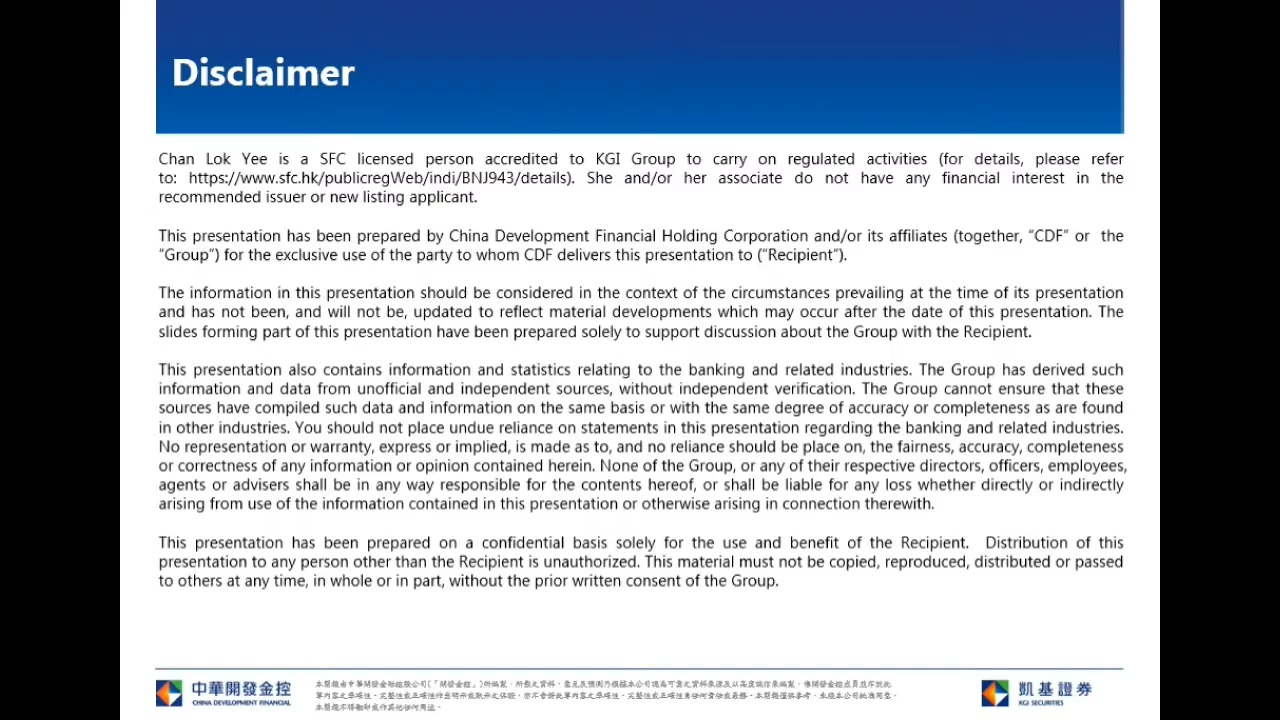 Disclaimer
Chan Lok Yee is a SFC licensed person accredited to KGI Group to carry on regulated activities (for details, please refer
to: https://www.sfc.hk/publicregWeb/indi/BNJ943/details). She and/or her associate do not have any financial interest in the
recommended issuer or new listing applicant.
This presentation has been prepared by China Development Financial Holding Corporation and/or its affiliates (together, “CDF” or the
“Group”) for the exclusive use of the party to whom CDF delivers this presentation to (“Recipient”).
The information in this presentation should be considered in the context of the circumstances prevailing at the time of its presentation
and has not been, and will not be, updated to reflect material developments which may occur after the date of this presentation. The
slides forming part of this presentation have been prepared solely to support discussion about the Group with the Recipient.
This presentation also contains information and statistics relating to the banking and related industries. The Group has derived such
information and data from unofficial and independent sources, without independent verification. The Group cannot ensure that these
sources have compiled such data and information on the same basis or with the same degree of accuracy or completeness as are found
in other industries. You should not place undue reliance on statements in this presentation regarding the banking and related industries.
No representation or warranty, express or implied, is made as to, and no reliance should be place on, the fairness, accuracy, completeness
or correctness of any information or opinion contained herein. None of the Group, or any of their respective directors, officers, employees,
agents or advisers shall be in any way responsible for the contents hereof, or shall be liable for any loss whether directly or indirectly
arising from use of the information contained in this presentation or otherwise arising in connection therewith.
This presentation has been prepared on a confidential basis solely for the use and benefit of the Recipient. Distribution of this
presentation to any person other than the Recipient is unauthorized. This material must not be copied, reproduced, distributed or passed
to others at any time, in whole or in part, without the prior written consent of the Group.
中華開發金控
CHINA DEVELOPMENT FINANCIAL
凱基證券
KGI SECURITIES